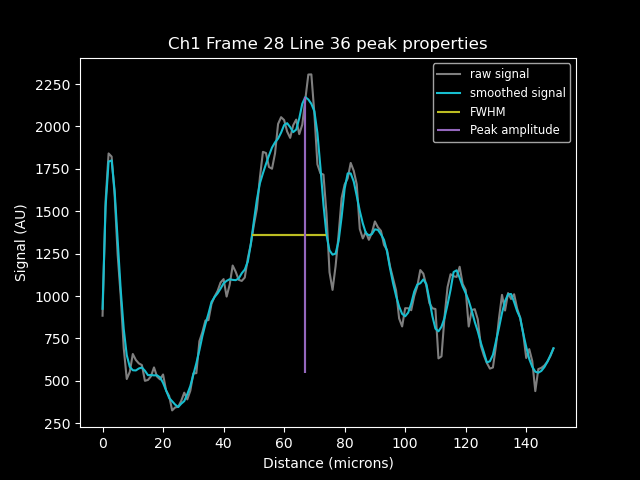 Ch1 Frame 28 Line 36 peak properties
raw signal
smoothed signal
FWHM
Peak amplitude
Signal (AU)
2250
2000
1750
1500
1250
1000
750
500
250
0 20 40 60 80 100 120 140
Distance (microns)